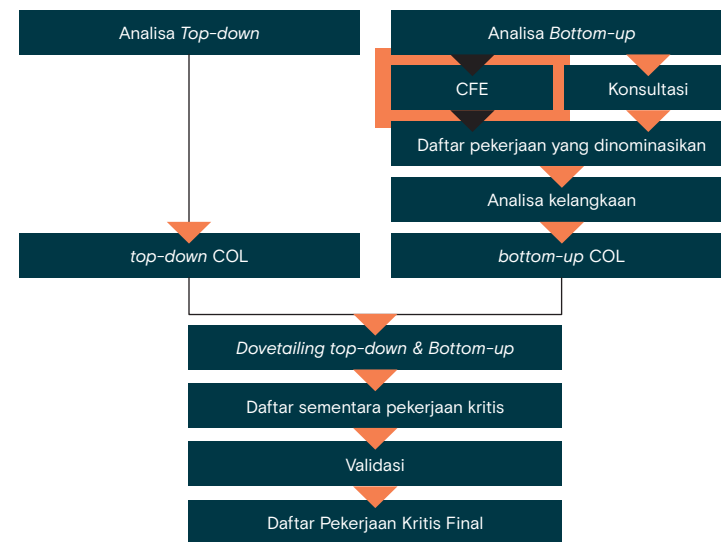 Analisa Top-down
Analisa Bottom-up
CFE
Konsultasi
Daftar pekerjaan yang dinominasikan
Analisa kelangkaan
top-down COL
bottom-up COL
Dovetailing top-down & Bottom-up
Daftar sementara pekerjaan kritis
Validasi
Daftar Pekerjaan Kritis Final